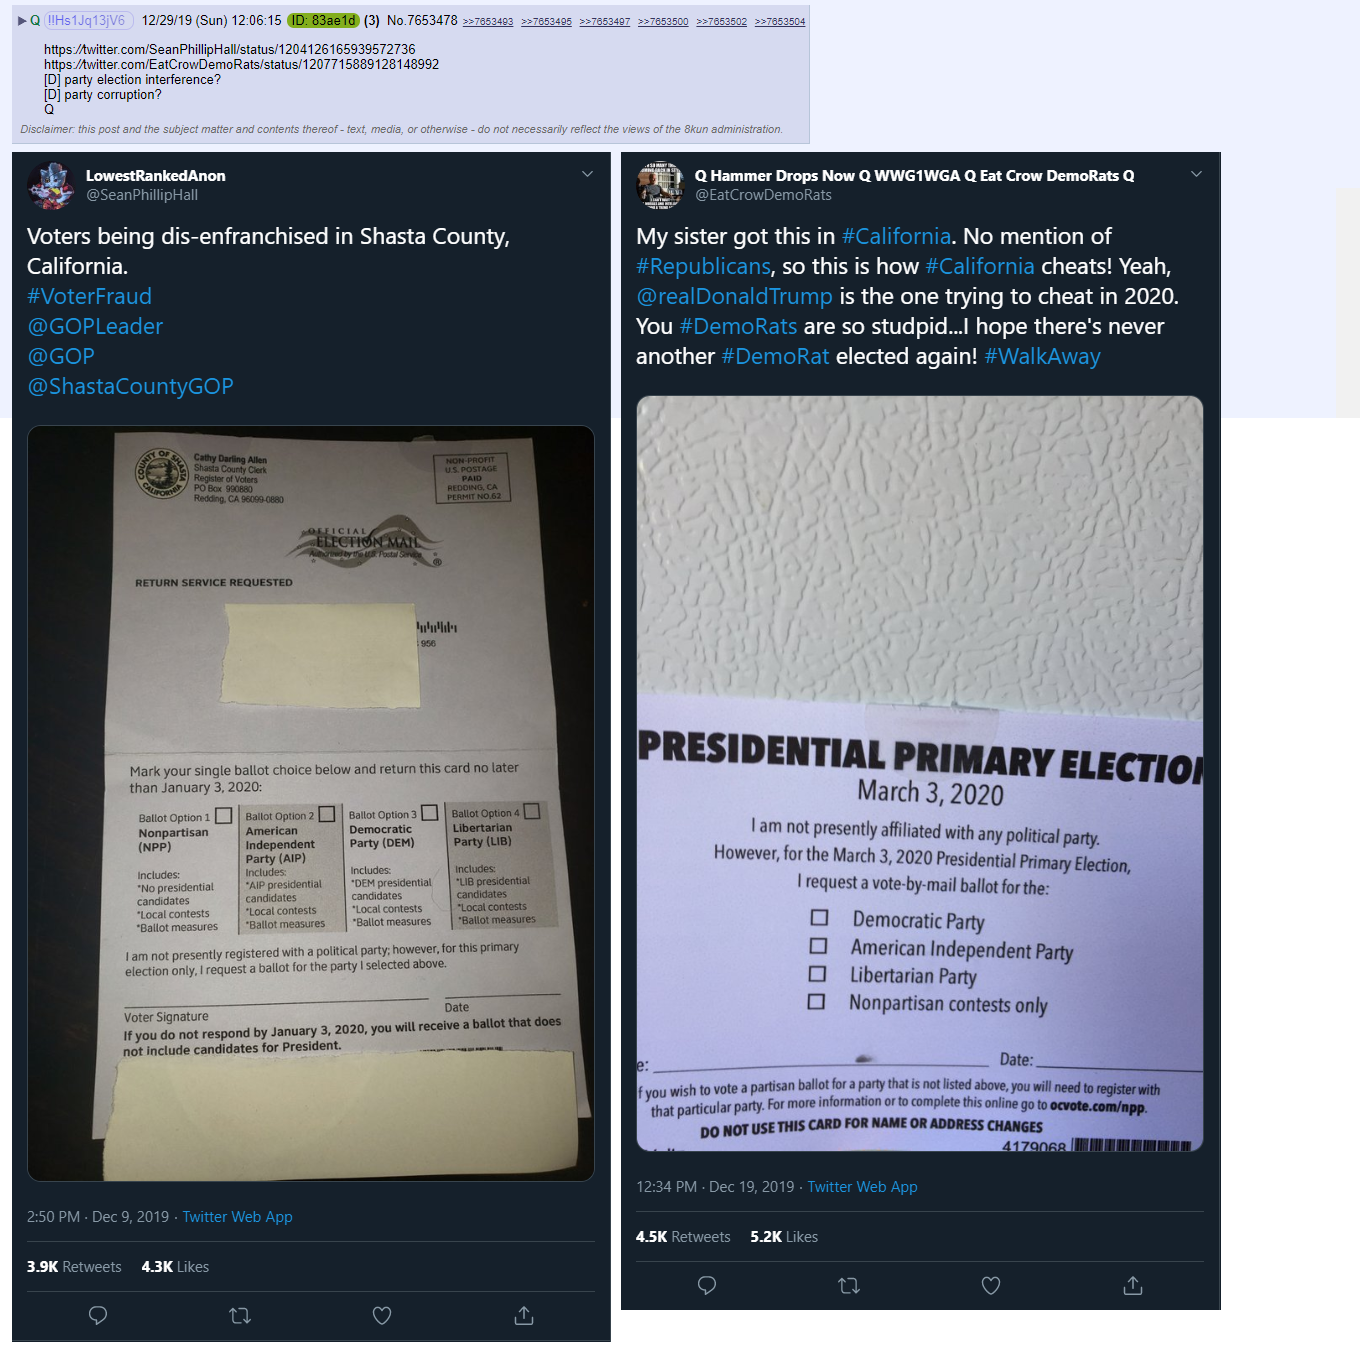 Q !!Hs1Jq13jV6 12/29/19 (Sun) 12:06:15 ID: 83ae1d (3) No.7653478 >>7653493 >>7653495 >>7653497 >>7653500 >>7653502 >>7653504
https://twitter.com/SeanPhillipHall/status/1204126165939572736
https://twitter.com/EatCrowDemoRats/status/1207715889128148992
[D] party election interference?
[D] party corruption?
Q
Disclaimer: this post and the subject matter and contents thereof - text, media, or otherwise - do not necessarily reflect the views of the 8kun administration.
LowestRankedAnon
@SeanPhillipHall
Voters being dis-enfranchised in Shasta County,
California.
#VoterFraud
@GOPLeader
@GOP
@ShastaCountyGOP
COUNTY OF SHASTA
CALIFORNIA
Cathy Darling Allen
Shasta County Clerk
Register of Voters
PO Box 990880
Redding, CA 96099-0880
NON-PROFIT
U.S. POSTAGE
PAID
REDDING, CA
PERMIT NO.62
OFFICIAL
ELECTION MAIL
Authorized by the U.S. Postal Service
®
RETURN SERVICE REQUESTED
956
Mark your single ballot choice below and return this card no later
than January 3, 2020:
Ballot Option 1
Nonpartisan
(NPP)
Includes:
*No presidential
candidates
*Local contests
*Ballot measures
Ballot Option 2
American
Independent
Party (AIP)
Includes:
*AIP presidential
candidates
*Local contests
*Ballot measures
Ballot Option 3
Democratic
Party (DEM)
Includes:
*DEM presidential
candidates
*Local contests
*Ballot measures
Ballot Option 4
Libertarian
Party (LIB)
Includes:
*LIB presidential
candidates
*Local contests
*Ballot measures
I am not presently registered with a political party; however, for this primary
election only, I request a ballot for the party I selected above.
Voter Signature
Date
If you do not respond by January 3, 2020, you will receive a ballot that does
not include candidates for President.
2:50 PM · Dec 9, 2019 · Twitter Web App
3.9K Retweets 4.3K Likes
Q Hammer Drops Now Q WWG1WGA Q Eat Crow DemoRats Q
@EatCrowDemoRats
My sister got this in #California. No mention of
#Republicans, so this is how #California cheats! Yeah,
@realDonaldTrump is the one trying to cheat in 2020.
You #DemoRats are so studpid...I hope there's never
another #DemoRat elected again! #WalkAway
PRESIDENTIAL PRIMARY ELECTION
March 3, 2020
I am not presently affiliated with any political party.
However, for the March 3, 2020 Presidential Primary Election,
I request a vote-by-mail ballot for the:
Democratic Party
American Independent Party
Libertarian Party
Nonpartisan contests only
e:
Date:
f you wish to vote a partisan ballot for a party that is not listed above, you will need to register with
that particular party. For more information or to complete this online go to ocvote.com/npp.
DO NOT USE THIS CARD FOR NAME OR ADDRESS CHANGES
4179068
12:34 PM · Dec 19, 2019 · Twitter Web App
4.5K Retweets 5.2K Likes